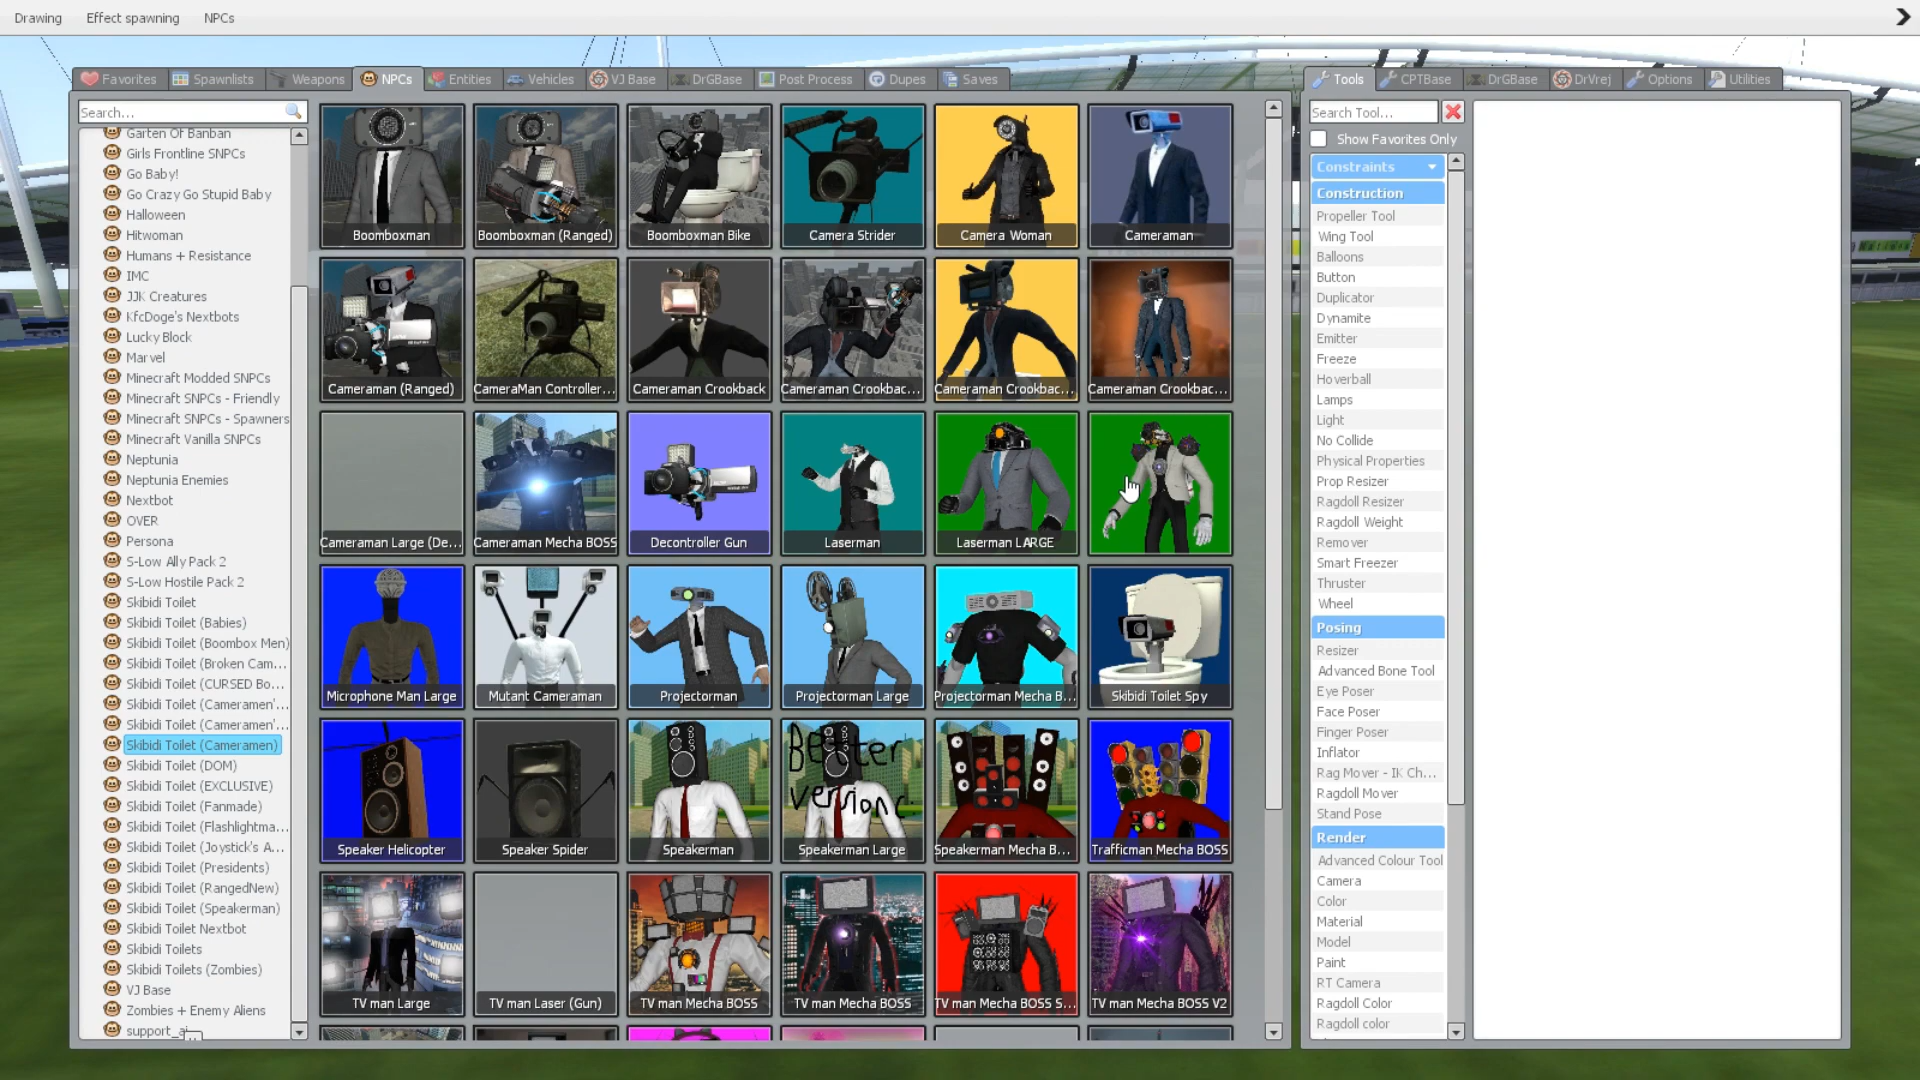 Drawing Effect spawning NPCs
Favorites Spawnlists Weapons NPCs Entities Vehicles VJ Base DrGBase Post Process Dupes Saves
Search...
Garten Of Banban
Girls Frontline SNPCs
Go Baby!
Go Crazy Go Stupid Baby
Halloween
Hitwoman
Humans + Resistance
IMC
JJK Creatures
KfcDoge's Nextbots
Lucky Block
Marvel
Minecraft Modded SNPCs
Minecraft SNPCs - Friendly
Minecraft SNPCs - Spawners
Minecraft Vanilla SNPCs
Neptunia
Neptunia Enemies
Nextbot
OVER
Persona
S-Low Ally Pack 2
S-Low Hostile Pack 2
Skibidi Toilet
Skibidi Toilet (Babies)
Skibidi Toilet (Boombox Men)
Skibidi Toilet (Broken Cam...
Skibidi Toilet (CURSED Bo...
Skibidi Toilet (Cameramen'...
Skibidi Toilet (Cameramen'...
Skibidi Toilet (Cameramen)
Skibidi Toilet (DOM)
Skibidi Toilet (EXCLUSIVE)
Skibidi Toilet (Fanmade)
Skibidi Toilet (Flashlightma...
Skibidi Toilet (Joystick's A...
Skibidi Toilet (Presidents)
Skibidi Toilet (RangedNew)
Skibidi Toilet (Speakerman)
Skibidi Toilet Nextbot
Skibidi Toilets
Skibidi Toilets (Zombies)
VJ Base
Zombies + Enemy Aliens
Boomboxman Boomboxman (Ranged) Boomboxman Bike Camera Strider Camera Woman Cameraman
Cameraman (Ranged) CameraMan Controller... Cameraman Crookback Cameraman Crookbac... Cameraman Crookbac... Cameraman Crookbac...
Cameraman Large (De... Cameraman Mecha BOSS Decontroller Gun Laserman Laserman LARGE
Microphone Man Large Mutant Cameraman Projectorman Projectorman Large Projectorman Mecha B... Skibidi Toilet Spy
Better
version
Speaker Helicopter Speaker Spider Speakerman Speakerman Large Speakerman Mecha B... Trafficman Mecha BOSS
TV man Large TV man Laser (Gun) TV man Mecha BOSS TV man Mecha BOSS TV man Mecha BOSS S... TV man Mecha BOSS V2
Tools CPTBase DrGBase DrVrej Options Utilities
Search Tool...
Show Favorites Only
Constraints
Construction
Propeller Tool
Wing Tool
Balloons
Button
Duplicator
Dynamite
Emitter
Freeze
Hoverball
Lamps
Light
No Collide
Physical Properties
Prop Resizer
Ragdoll Resizer
Ragdoll Weight
Remover
Smart Freezer
Thruster
Wheel
Posing
Resizer
Advanced Bone Tool
Eye Poser
Face Poser
Finger Poser
Inflator
Rag Mover - IK Ch...
Ragdoll Mover
Stand Pose
Render
Advanced Colour Tool
Camera
Color
Material
Model
Paint
RT Camera
Ragdoll Color
Ragdoll color